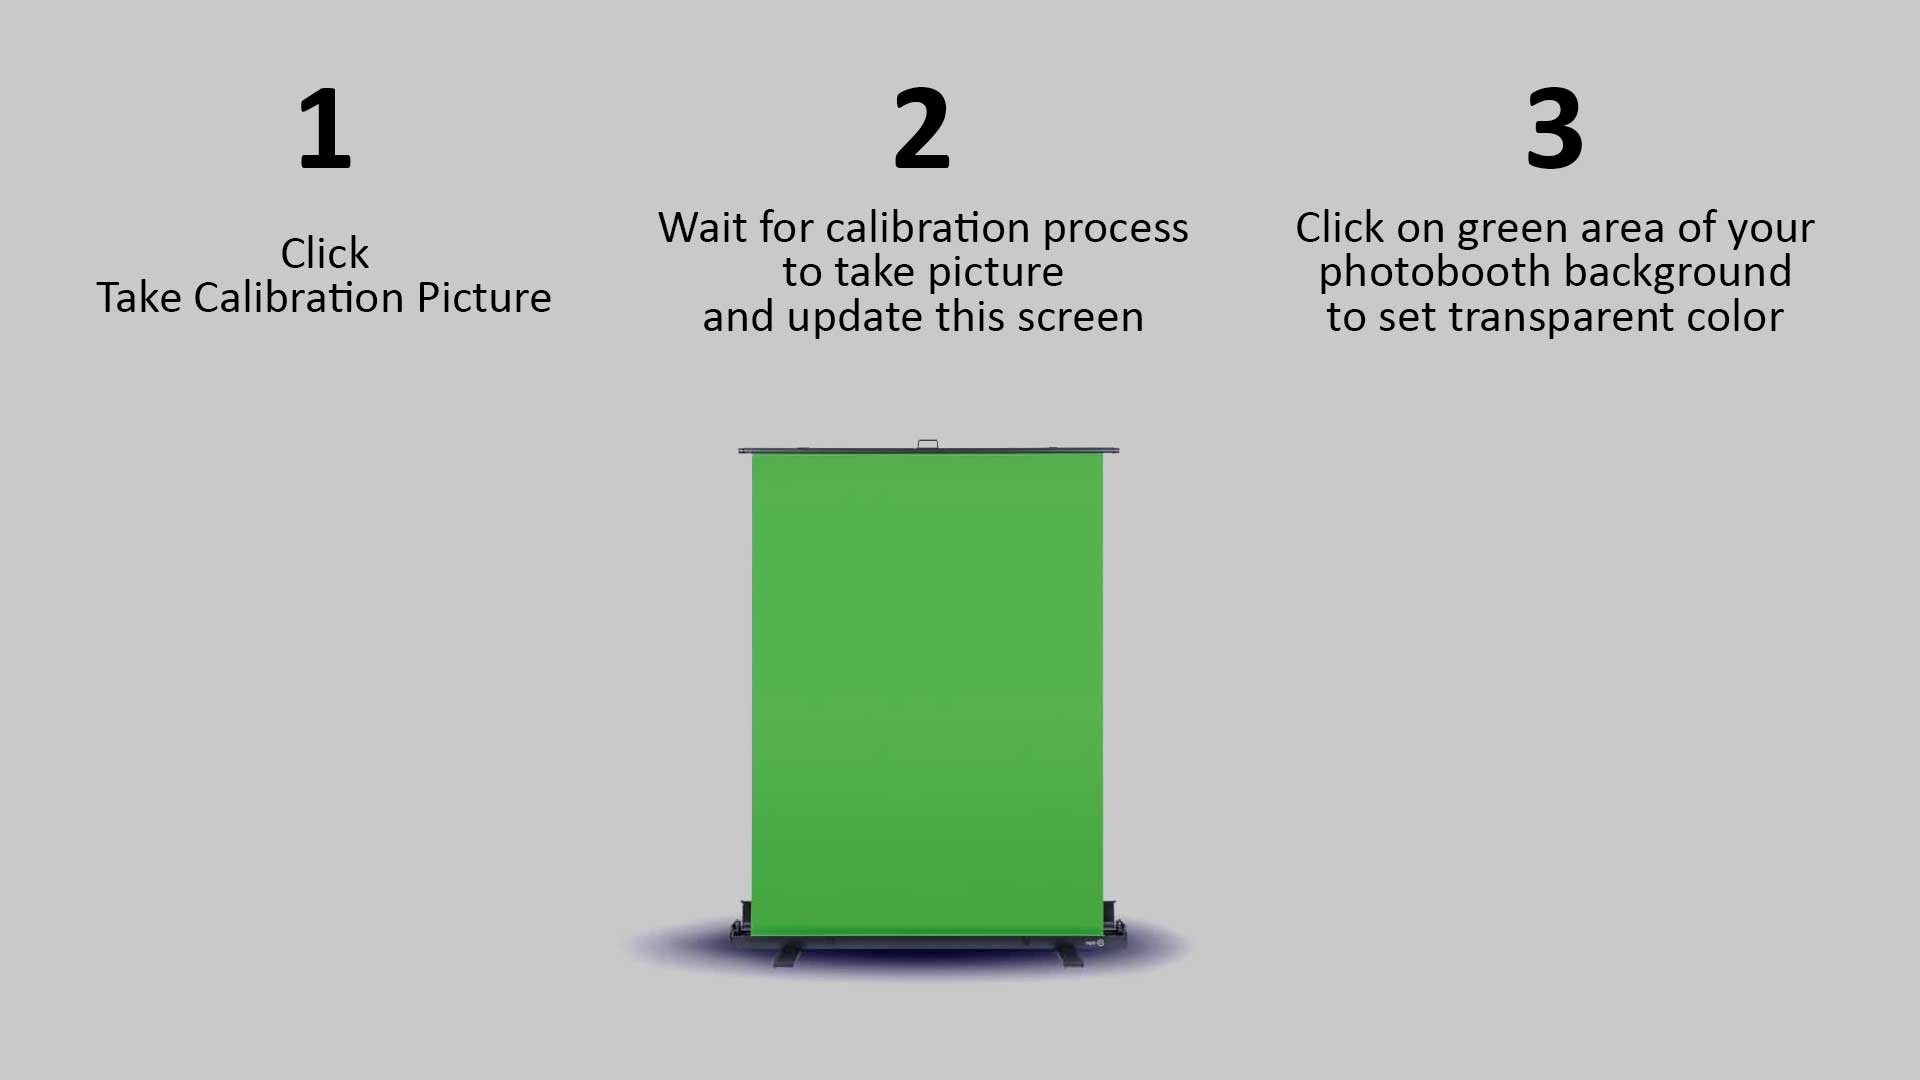 1
Click
Take Calibration Picture
2
Wait for calibration process
to take picture
and update this screen
3
Click on green area of your
photobooth background
to set transparent color